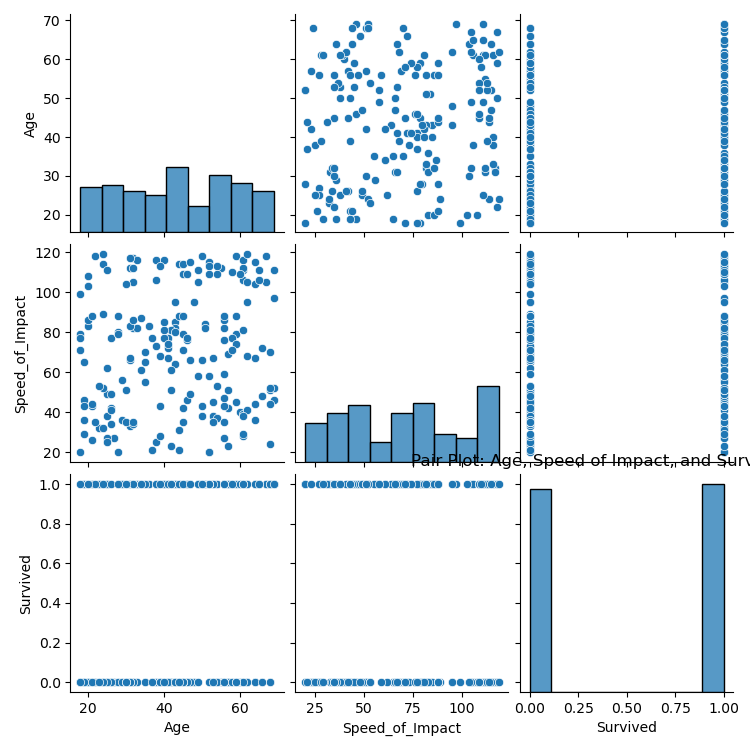 70
60
50
40
30
20
Age
120
100
80
60
40
20
Speed_of_Impact
Pair Plot: Age, Speed of Impact, and Surv
1.0
0.8
0.6
0.4
0.2
0.0
Survived
20 40 60
25 50 75 100
0.00 0.25 0.50 0.75 1.00
Age
Speed_of_Impact
Survived